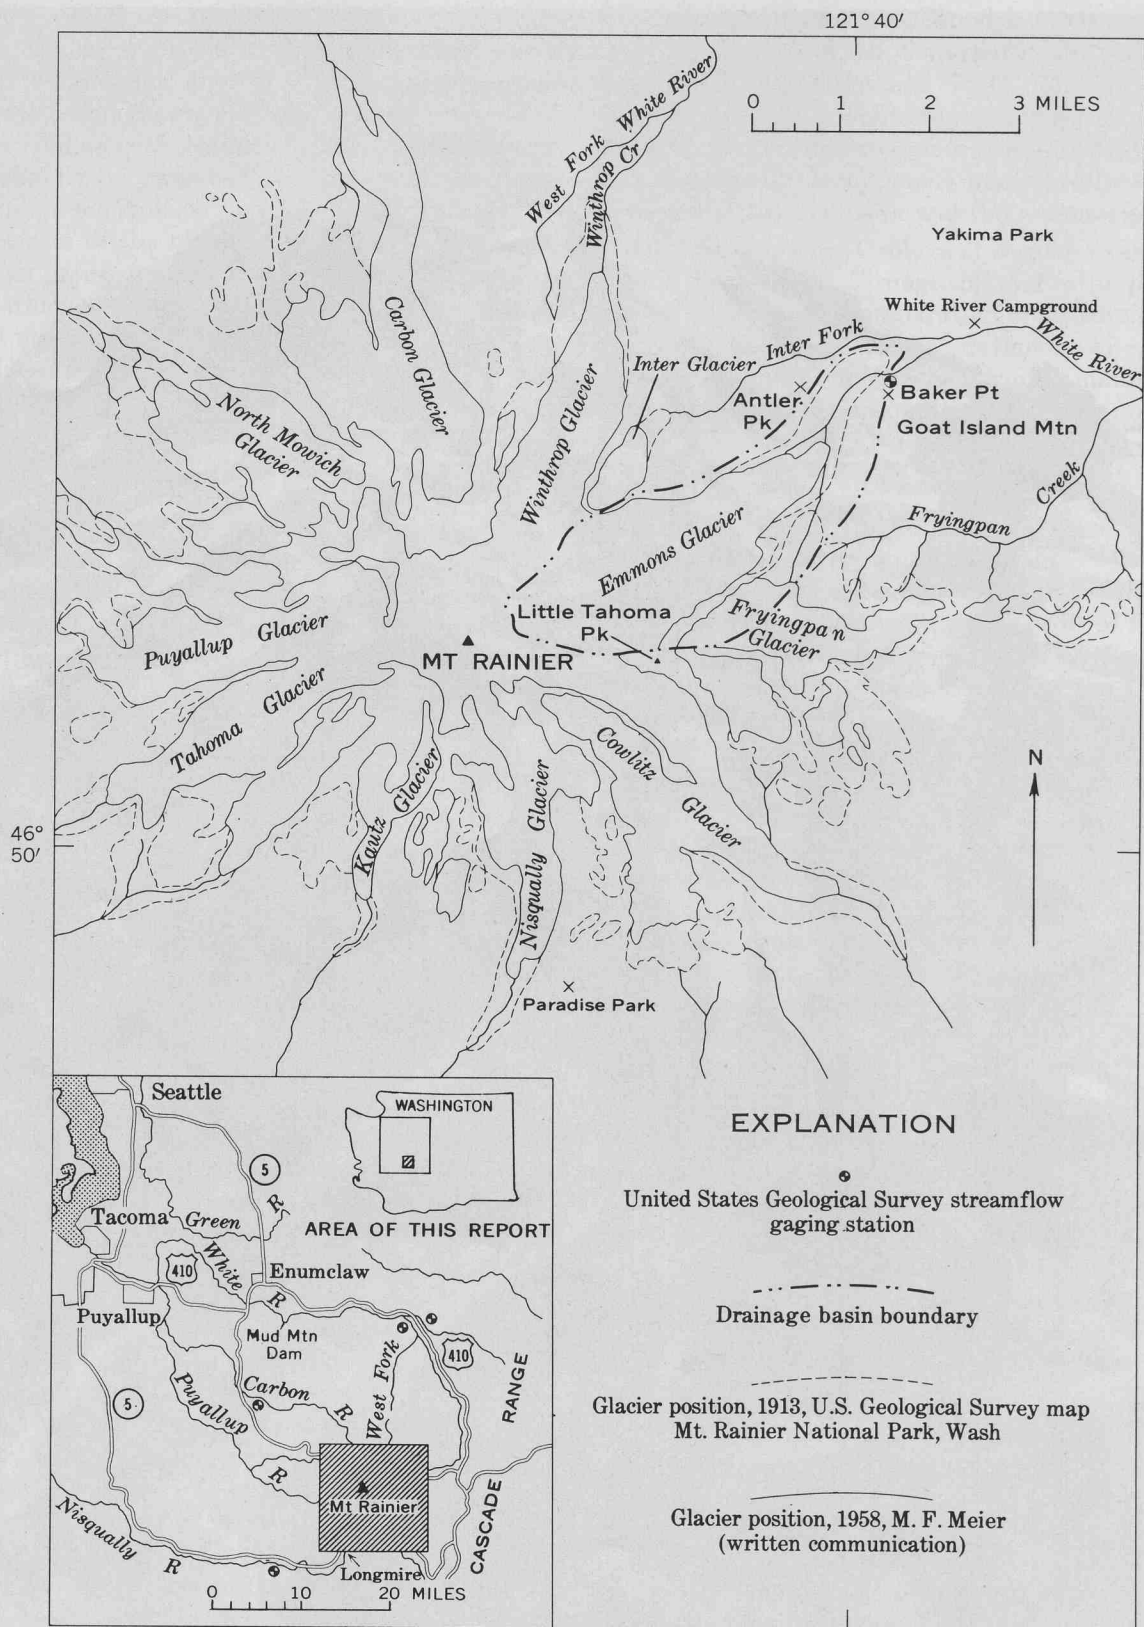 121° 40′
0 1 2 3 MILES
West Fork White River
Winthrop Cr
Yakima Park
White River Campground
White River
Inter Glacier
Inter Fork
Carbon Glacier
Antler
Pk
Baker Pt
Goat Island Mtn
North Mowich
Glacier
Winthrop Glacier
Creek
Fryingpan
Emmons Glacier
Little Tahoma
Pk
Fryingpan
Glacier
Puyallup Glacier
MT RAINIER
Tahoma Glacier
Cowlitz
Glacier
N
Kautz Glacier
Nisqually Glacier
46°
50′
Paradise Park
Seattle
WASHINGTON
5
R
Tacoma
Green
AREA OF THIS REPORT
410
White
R
Enumclaw
Puyallup
Mud Mtn
Dam
West Fork
410
RANGE
Carbon
R
5
Puyallup
R
Mt Rainier
CASCADE
Nisqually
R
Longmire
0 10 20 MILES
EXPLANATION
United States Geological Survey streamflow
gaging station
Drainage basin boundary
Glacier position, 1913, U.S. Geological Survey map
Mt. Rainier National Park, Wash
Glacier position, 1958, M. F. Meier
(written communication)